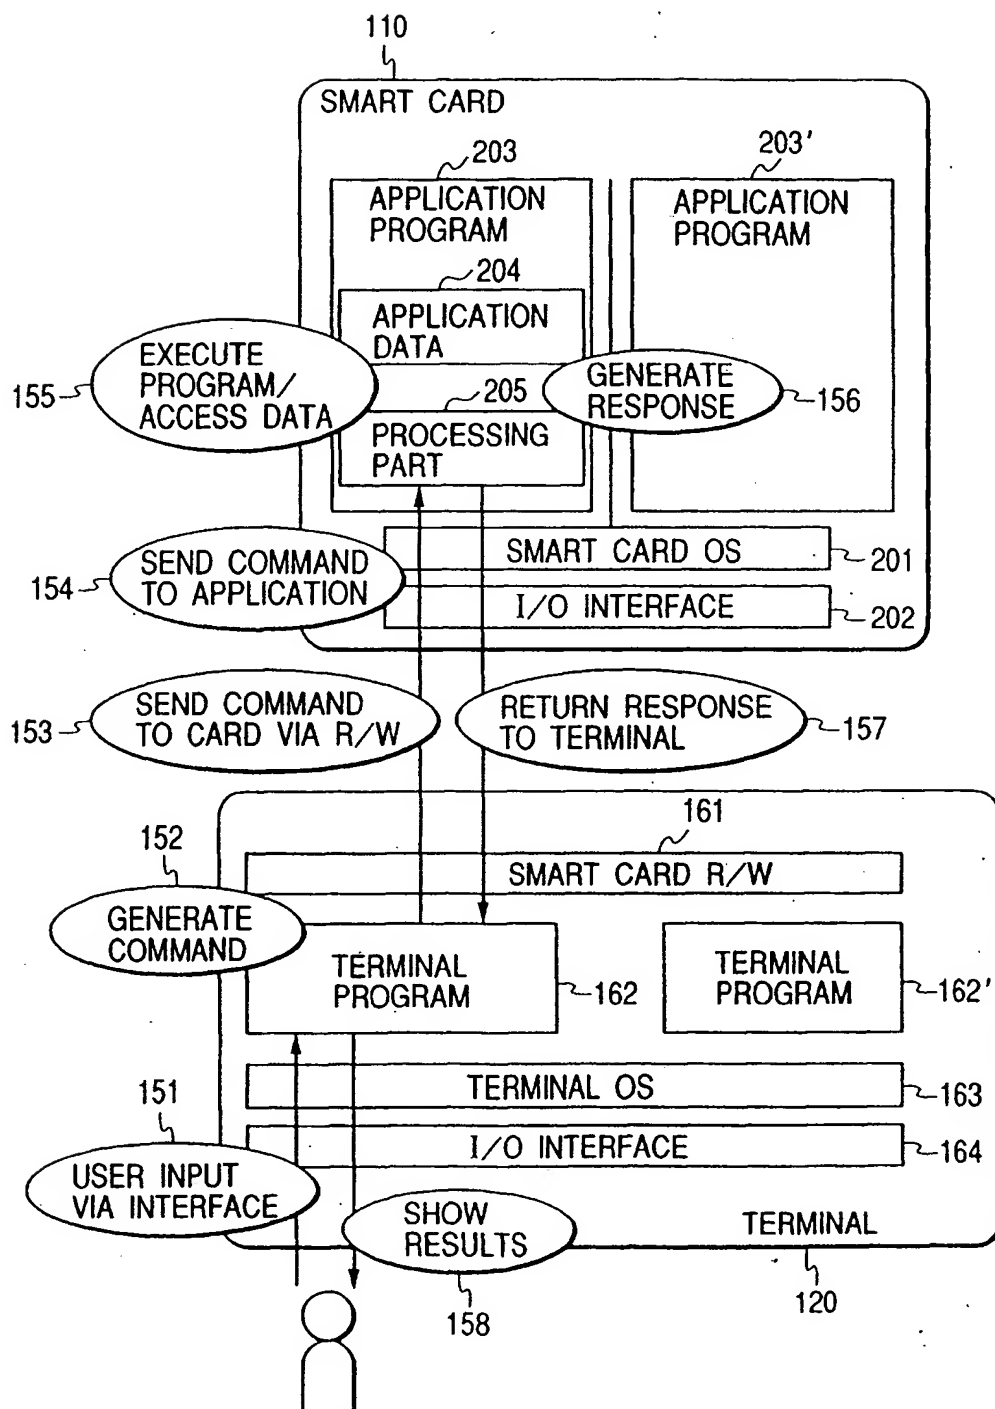 110
SMART CARD
203
203'
APPLICATION
PROGRAM
APPLICATION
PROGRAM
204
APPLICATION
DATA
EXECUTE
PROGRAM/
ACCESS DATA
155
GENERATE
RESPONSE
156
205
PROCESSING
PART
SMART CARD OS
201
SEND COMMAND
TO APPLICATION
154
I/O INTERFACE
202
SEND COMMAND
TO CARD VIA R/W
153
RETURN RESPONSE
TO TERMINAL
157
161
152
SMART CARD R/W
GENERATE
COMMAND
TERMINAL
PROGRAM
162
TERMINAL
PROGRAM
162'
TERMINAL OS
163
151
I/O INTERFACE
164
USER INPUT
VIA INTERFACE
SHOW
RESULTS
158
TERMINAL
120